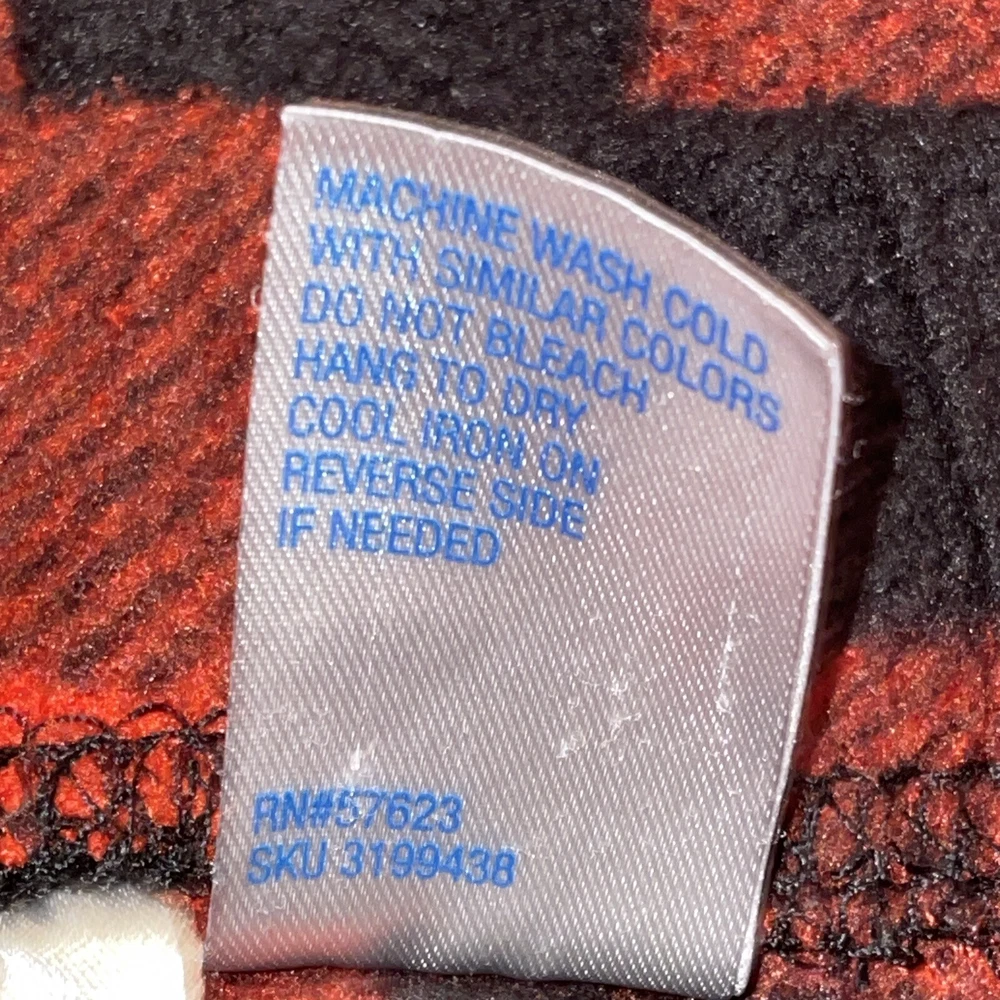 MACHINE WASH COLD
WITH SIMILAR COLORS
DO NOT BLEACH
HANG TO DRY
COOL IRON ON
REVERSE SIDE
IF NEEDED
RN#57623
SKU 3199438